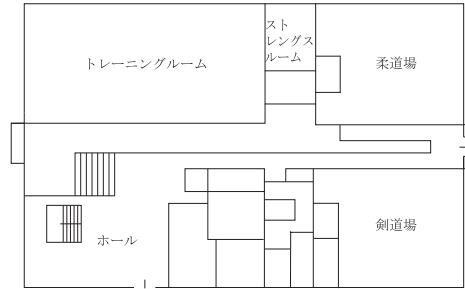 トレーニングルーム
スト
レングス
ルーム
柔道場
ホール
剣道場